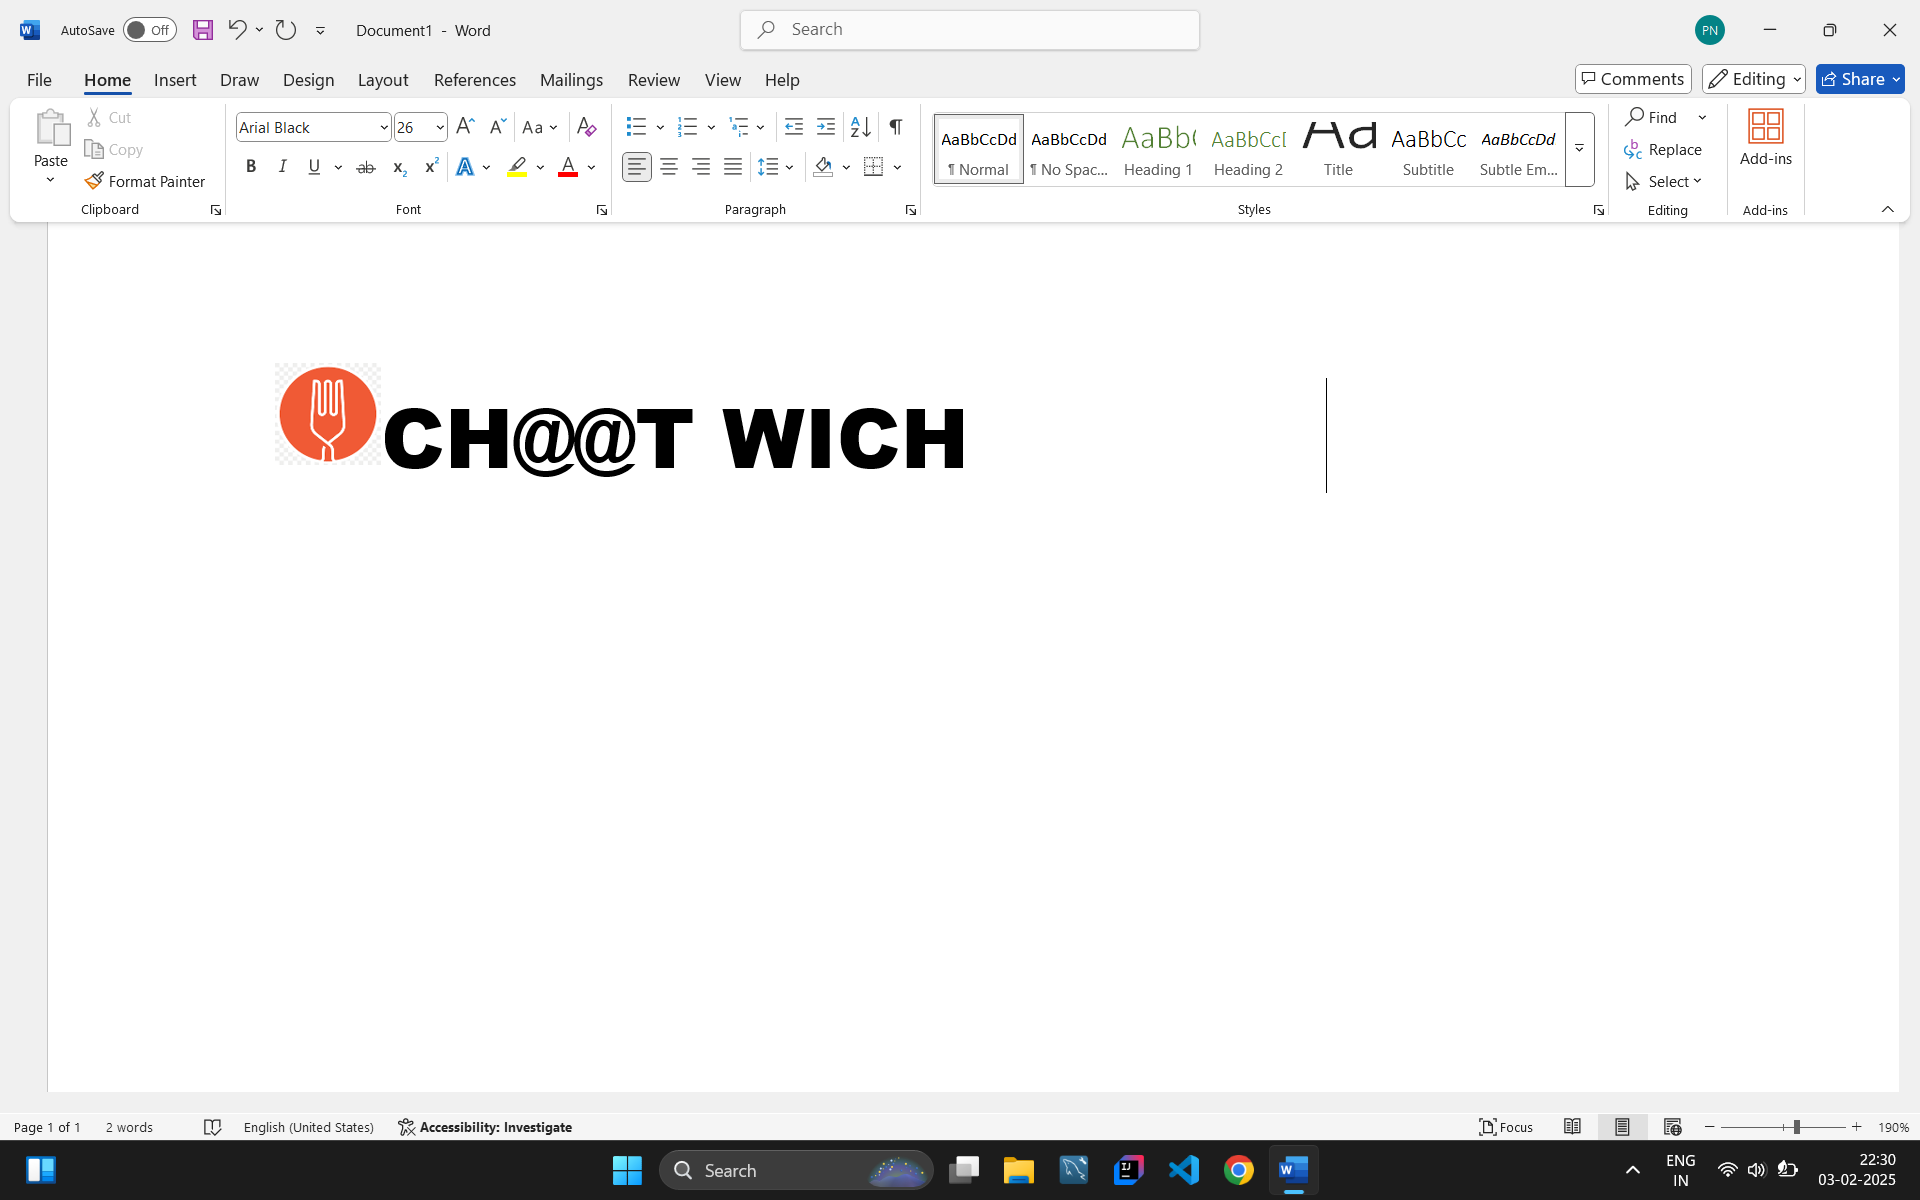 AutoSave Off Document1 - Word Search PN
File Home Insert Draw Design Layout References Mailings Review View Help Comments Editing Share
Paste Cut Copy Format Painter Clipboard
Arial Black 26 Font
Paragraph
AaBbCcDd ¶ Normal
AaBbCcDd ¶ No Spac...
AaBb( Heading 1
AaBbCc[ Heading 2
Ad Title
AaBbCc Subtitle
AaBbCcDd Subtle Em...
Styles
Find Replace Select Editing
Add-ins Add-ins
CH@@T WICH
Page 1 of 1 2 words English (United States) Accessibility: Investigate Focus 190%
Search ENG IN 22:30 03-02-2025